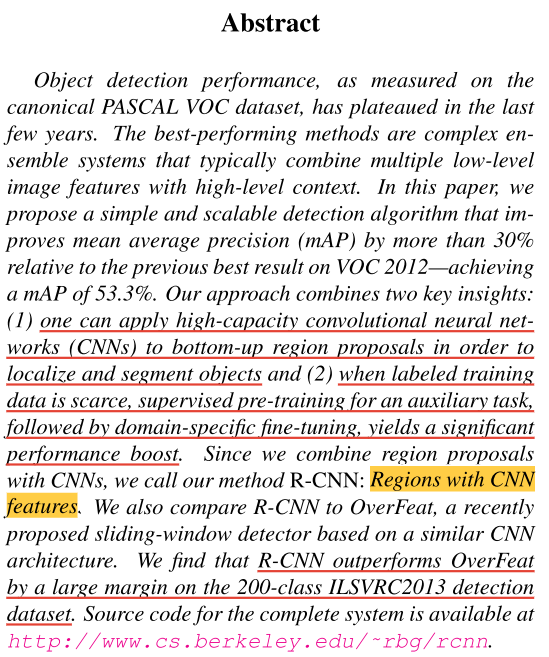 Abstract
Object detection performance, as measured on the
canonical PASCAL VOC dataset, has plateaued in the last
few years. The best-performing methods are complex en-
semble systems that typically combine multiple low-level
image features with high-level context. In this paper, we
propose a simple and scalable detection algorithm that im-
proves mean average precision (mAP) by more than 30%
relative to the previous best result on VOC 2012—achieving
a mAP of 53.3%. Our approach combines two key insights:
(1) one can apply high-capacity convolutional neural net-
works (CNNs) to bottom-up region proposals in order to
localize and segment objects and (2) when labeled training
data is scarce, supervised pre-training for an auxiliary task,
followed by domain-specific fine-tuning, yields a significant
performance boost. Since we combine region proposals
with CNNs, we call our method R-CNN: Regions with CNN
features. We also compare R-CNN to OverFeat, a recently
proposed sliding-window detector based on a similar CNN
architecture. We find that R-CNN outperforms OverFeat
by a large margin on the 200-class ILSVRC2013 detection
dataset. Source code for the complete system is available at
http://www.cs.berkeley.edu/~rbg/rcnn.